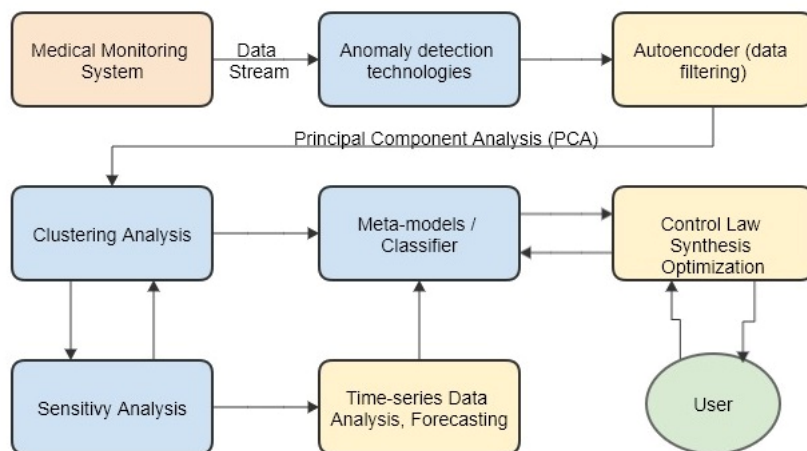 Medical Monitoring
System
Data
Stream
Anomaly detection
technologies
Autoencoder (data
filtering)
Principal Component Analysis (PCA)
Clustering Analysis
Meta-models /
Classifier
Control Law
Synthesis
Optimization
Sensitivy Analysis
Time-series Data
Analysis, Forecasting
User